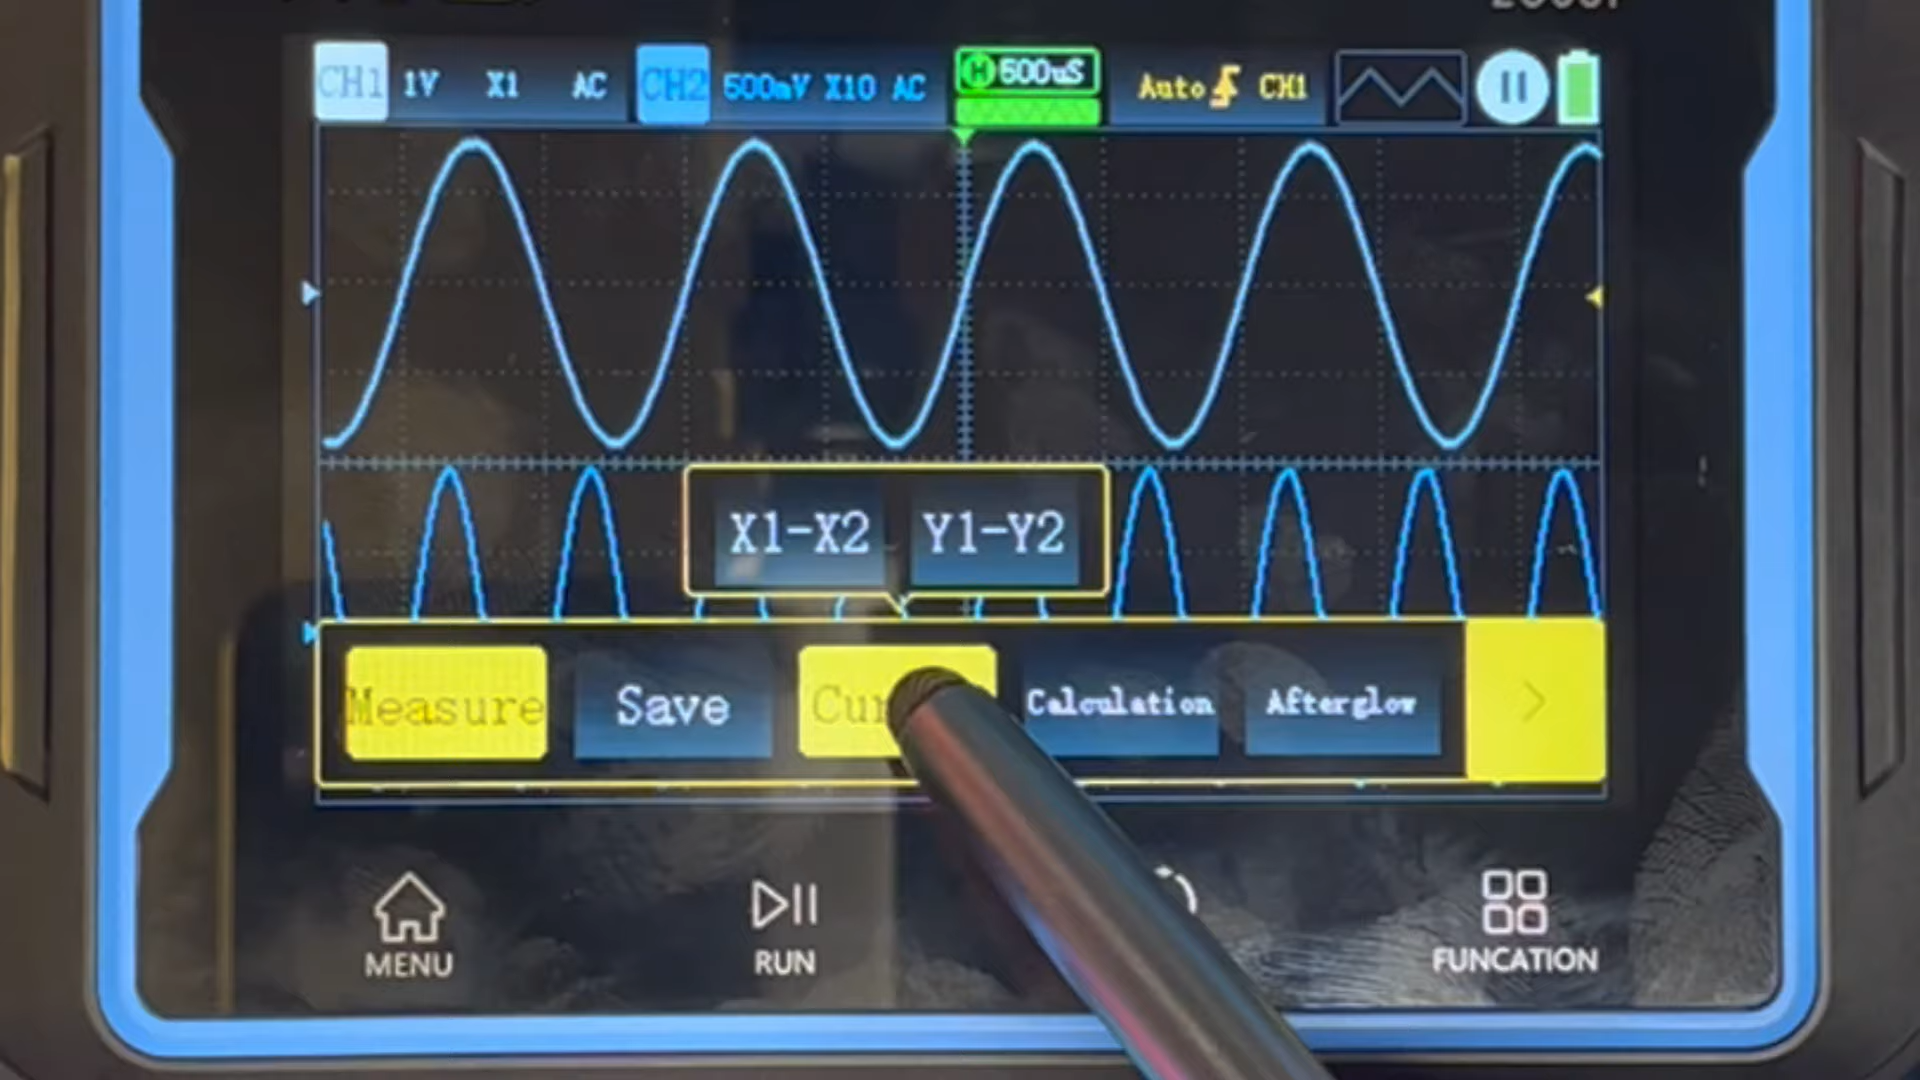 CH1 1V X1 AC CH2 500mV X10 AC H 500uS Auto CH1
X1-X2 Y1-Y2
Measure Save Calculation Afterglow
MENU RUN FUNCATION